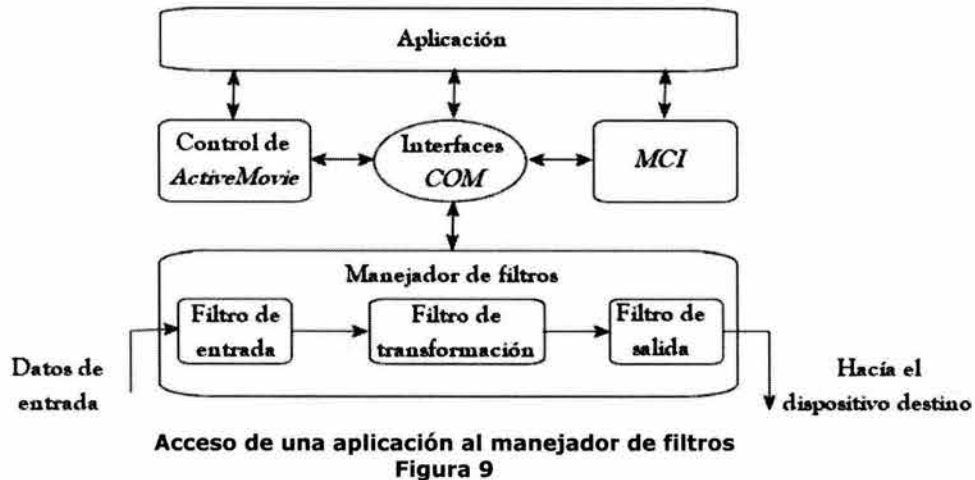 Aplicación
Control de
ActiveMovie
Interfaces
COM
MCI
Manejador de filtros
Filtro de
entrada
Filtro de
transformación
Filtro de
salida
Datos de
entrada
Hacía el
dispositivo destino
Acceso de una aplicación al manejador de filtros
Figura 9